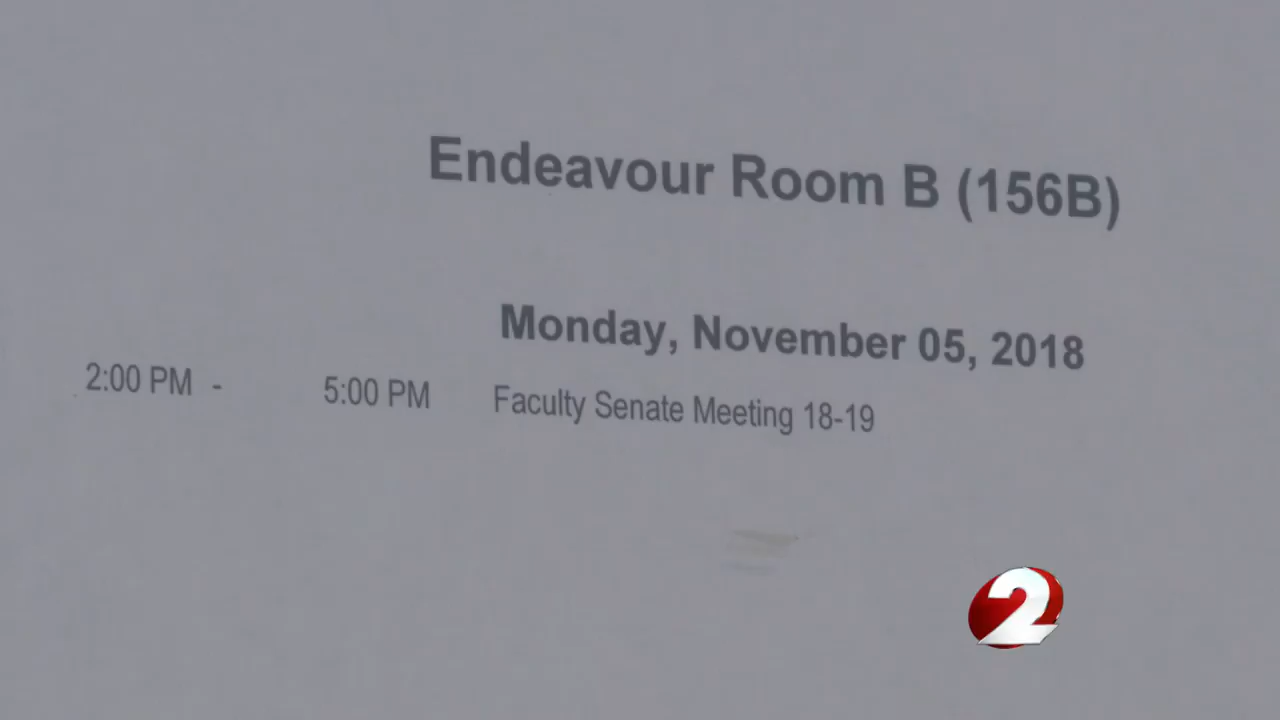 Endeavour Room B (156B)
Monday, November 05, 2018
2:00 PM - 5:00 PM Faculty Senate Meeting 18-19
2